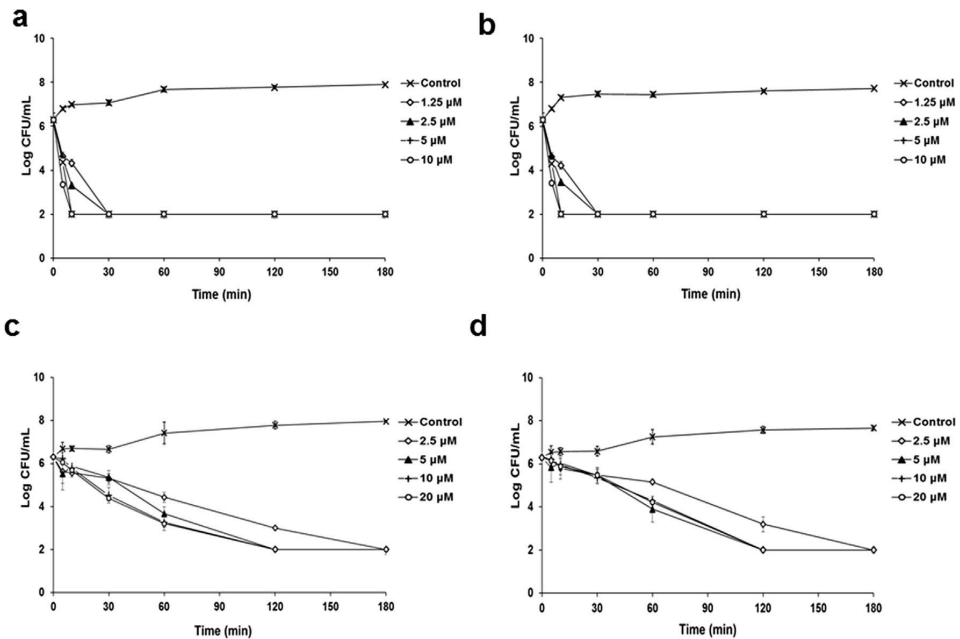 a
10
8
6
4
2
0
Log CFU/mL
0 30 60 90 120 150 180
Time (min)
Control
1.25 µM
2.5 µM
5 µM
10 µM
b
10
8
6
4
2
0
Log CFU/mL
0 30 60 90 120 150 180
Time (min)
Control
1.25 µM
2.5 µM
5 µM
10 µM
c
10
8
6
4
2
0
Log CFU/mL
0 30 60 90 120 150 180
Time (min)
Control
2.5 µM
5 µM
10 µM
20 µM
d
10
8
6
4
2
0
Log CFU/mL
0 30 60 90 120 150 180
Time (min)
Control
2.5 µM
5 µM
10 µM
20 µM